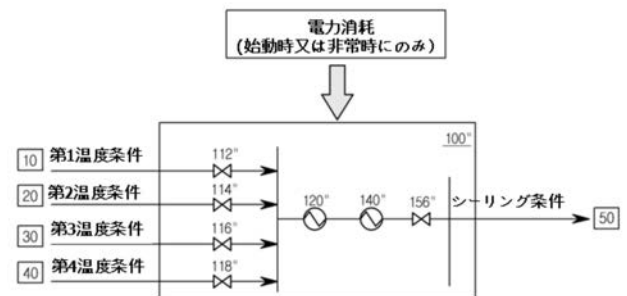 電力消耗
(始動時又は非常時にのみ)
100"
10 第1温度条件 112"
20 第2温度条件 114"
120" 140" 156" シーリング条件 50
30 第3温度条件 116"
40 第4温度条件 118"